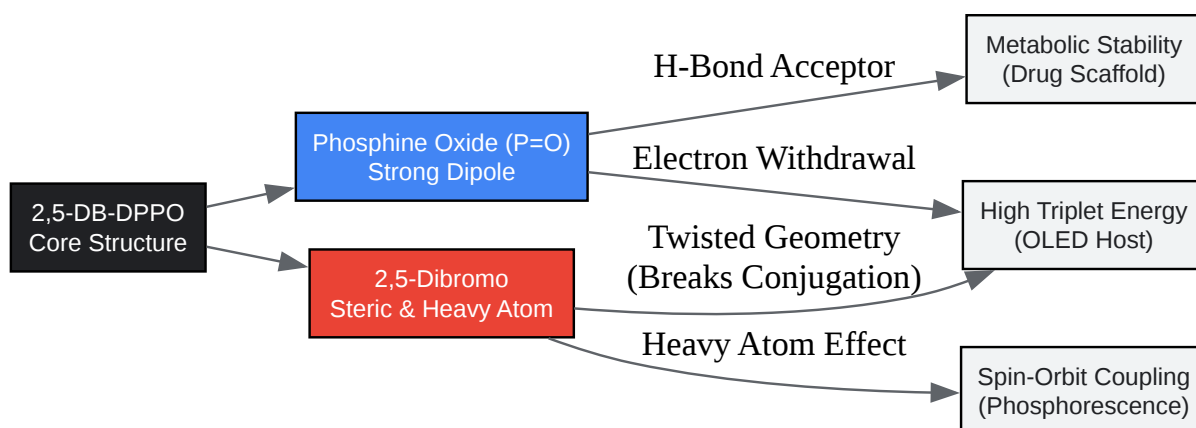 2,5-DB-DPPO
Core Structure
Phosphine Oxide (P=O)
Strong Dipole
2,5-Dibromo
Steric & Heavy Atom
H-Bond Acceptor
Electron Withdrawal
Twisted Geometry
(Breaks Conjugation)
Heavy Atom Effect
Metabolic Stability
(Drug Scaffold)
High Triplet Energy
(OLED Host)
Spin-Orbit Coupling
(Phosphorescence)